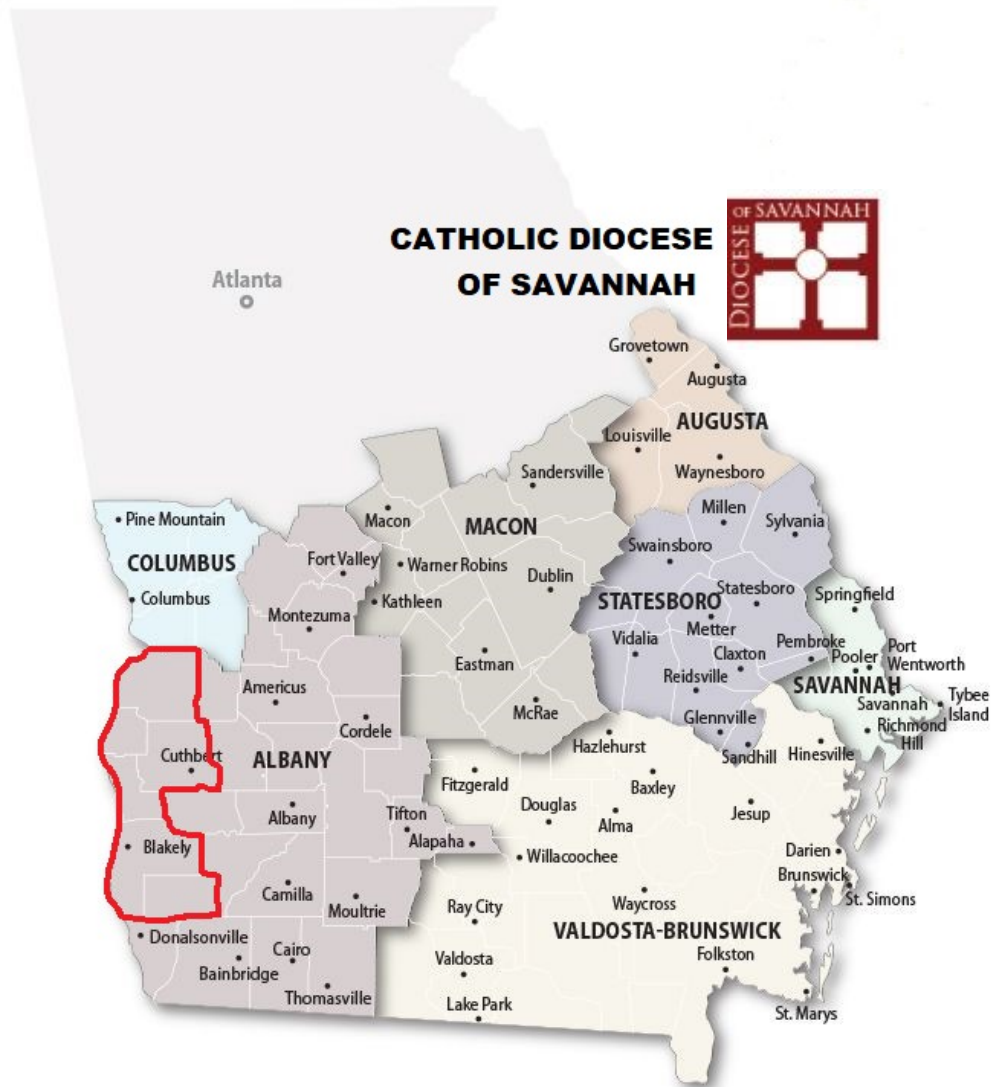 CATHOLIC DIOCESE
OF SAVANNAH
OF SAVANNAH
DIOCESE
Atlanta
Grovetown
Augusta
AUGUSTA
Louisville
Waynesboro
Sandersville
Macon
MACON
Millen
Sylvania
Pine Mountain
COLUMBUS
Columbus
Fort Valley
Warner Robins
Dublin
Kathleen
Montezuma
Swainsboro
Statesboro
STATESBORO
Metter
Springfield
Vidalia
Claxton
Pembroke
Pooler
Port
Wentworth
Eastman
Reidsville
SAVANNAH
Savannah
Tybee
Island
Americus
McRae
Glennville
Richmond
Hill
Cordele
Hazlehurst
Sandhill
Hinesville
Cuthbert
ALBANY
Fitzgerald
Baxley
Albany
Tifton
Douglas
Alma
Jesup
Blakely
Alapaha
Willacoochee
Darien
Brunswick
St. Simons
Camilla
Moultrie
Ray City
Waycross
VALDOSTA-BRUNSWICK
Donalsonville
Cairo
Bainbridge
Valdosta
Folkston
Thomasville
Lake Park
St. Marys